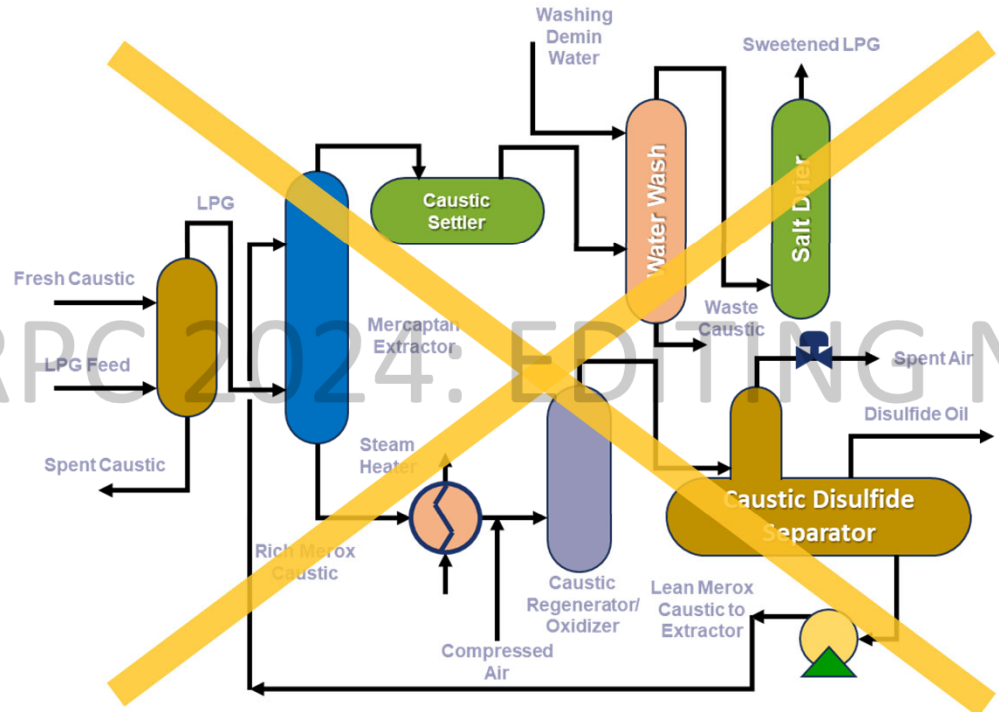 Washing
Demin
Water
Sweetened LPG
Water Wash
Salt Drier
LPG
Caustic
Settler
Fresh Caustic
LPG Feed
Mercaptan
Extractor
Waste
Caustic
RPC 2024: EDITING
Spent Air
Disulfide Oil
Spent Caustic
Steam
Heater
Caustic Disulfide
Separator
Rich Merox
Caustic
Caustic
Regenerator/
Oxidizer
Lean Merox
Caustic to
Extractor
Compressed
Air